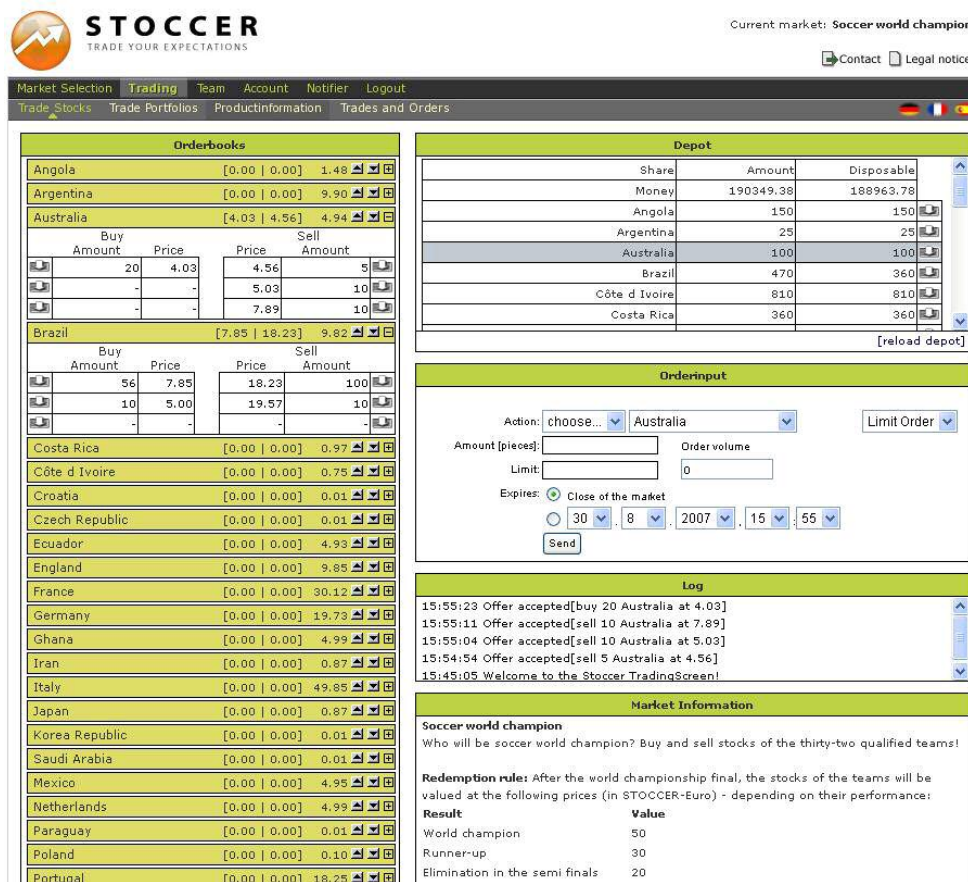 STOCCER
TRADE YOUR EXPECTATIONS
Current market: Soccer world champion
Contact Legal notice
Market Selection Trading Team Account Notifier Logout
Trade Stocks Trade Portfolios Productinformation Trades and Orders
Orderbooks
Angola [0.00 | 0.00] 1.48
Argentina [0.00 | 0.00] 9.90
Australia [4.03 | 4.56] 4.94
Buy Sell
Amount Price Price Amount
20 4.03 4.56 5
- - 5.03 10
- - 7.89 10
Brazil [7.85 | 18.23] 9.82
Buy Sell
Amount Price Price Amount
56 7.85 18.23 100
10 5.00 19.57 10
- - - -
Costa Rica [0.00 | 0.00] 0.97
Côte d Ivoire [0.00 | 0.00] 0.75
Croatia [0.00 | 0.00] 0.01
Czech Republic [0.00 | 0.00] 0.01
Ecuador [0.00 | 0.00] 4.93
England [0.00 | 0.00] 9.85
France [0.00 | 0.00] 30.12
Germany [0.00 | 0.00] 19.73
Ghana [0.00 | 0.00] 4.99
Iran [0.00 | 0.00] 0.87
Italy [0.00 | 0.00] 49.85
Japan [0.00 | 0.00] 0.87
Korea Republic [0.00 | 0.00] 0.01
Saudi Arabia [0.00 | 0.00] 0.01
Mexico [0.00 | 0.00] 4.95
Netherlands [0.00 | 0.00] 4.99
Paraguay [0.00 | 0.00] 0.01
Poland [0.00 | 0.00] 0.10
Portugal [0.00 | 0.00] 18.25
Depot
Share Amount Disposable
Money 190349.38 188963.78
Angola 150 150
Argentina 25 25
Australia 100 100
Brazil 470 360
Côte d Ivoire 810 810
Costa Rica 360 360
[reload depot]
Orderinput
Action: choose... Australia Limit Order
Amount [pieces]: Order volume
Limit: 0
Expires: Close of the market
30 . 8 . 2007 , 15 : 55
Send
Log
15:55:23 Offer accepted[buy 20 Australia at 4.03]
15:55:11 Offer accepted[sell 10 Australia at 7.89]
15:55:04 Offer accepted[sell 10 Australia at 5.03]
15:54:54 Offer accepted[sell 5 Australia at 4.56]
15:45:05 Welcome to the Stoccer TradingScreen!
Market Information
Soccer world champion
Who will be soccer world champion? Buy and sell stocks of the thirty-two qualified teams!
Redemption rule: After the world championship final, the stocks of the teams will be
valued at the following prices (in STOCCER-Euro) - depending on their performance:
Result Value
World champion 50
Runner-up 30
Elimination in the semi finals 20